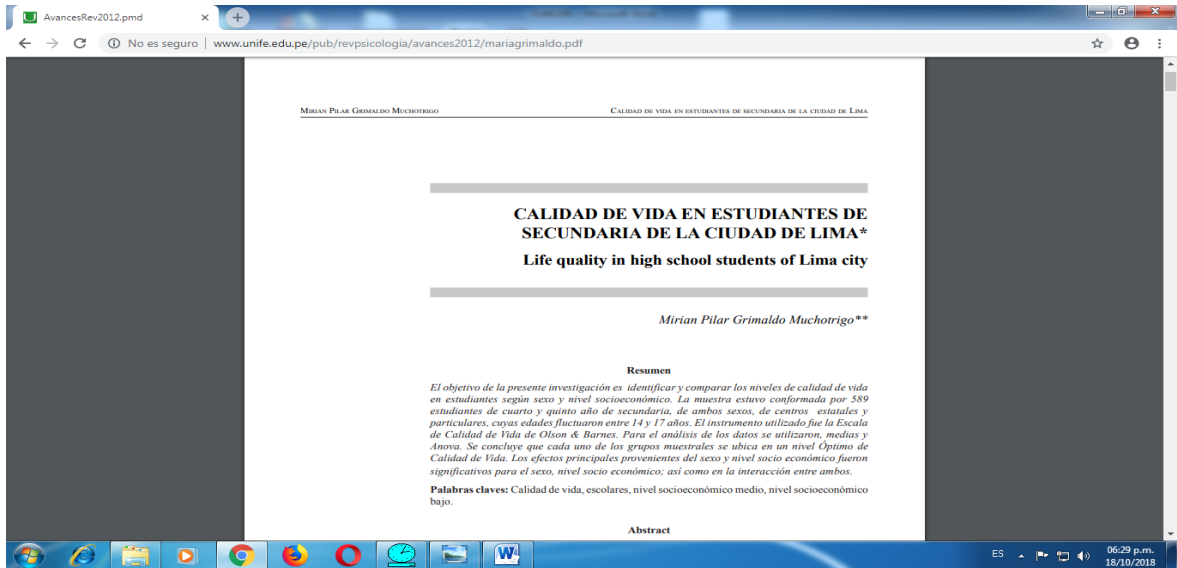 AvancesRev2012.pmd
No es seguro | www.unife.edu.pe/pub/revpsicologia/avances2012/mariagrimaldo.pdf
MIRIAN PILAR GRIMALDO MUCHOTRIGO CALIDAD DE VIDA EN ESTUDIANTES DE SECUNDARIA DE LA CIUDAD DE LIMA
CALIDAD DE VIDA EN ESTUDIANTES DE
SECUNDARIA DE LA CIUDAD DE LIMA*
Life quality in high school students of Lima city
Mirian Pilar Grimaldo Muchotrigo**
Resumen
El objetivo de la presente investigación es identificar y comparar los niveles de calidad de vida
en estudiantes según sexo y nivel socioeconómico. La muestra estuvo conformada por 589
estudiantes de cuarto y quinto año de secundaria, de ambos sexos, de centros estatales y
particulares, cuyas edades fluctuaron entre 14 y 17 años. El instrumento utilizado fue la Escala
de Calidad de Vida de Olson & Barnes. Para el análisis de los datos se utilizaron, medias y
Anova. Se concluye que cada uno de los grupos muestrales se ubica en un nivel Óptimo de
Calidad de Vida. Los efectos principales provenientes del sexo y nivel socio económico fueron
significativos para el sexo, nivel socio económico; así como en la interacción entre ambos.
Palabras claves: Calidad de vida, escolares, nivel socioeconómico medio, nivel socioeconómico
bajo.
Abstract
ES
06:29 p.m.
18/10/2018